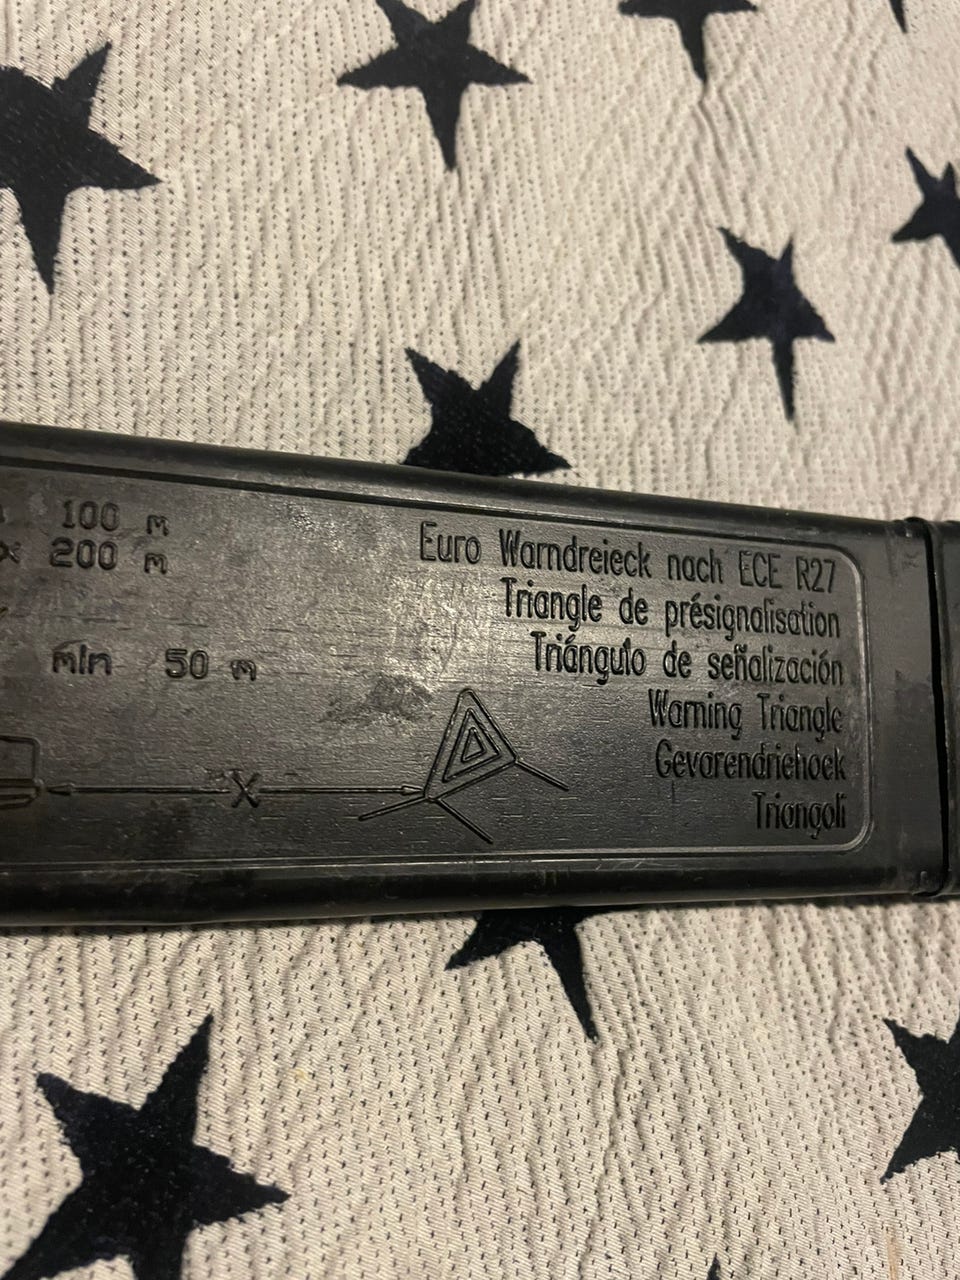 100 m
200 m
min 50 m
X
Euro Warndreieck nach ECE R27
Triangle de présignalisation
Triángulo de señalización
Warning Triangle
Gevarendriehoek
Triangoli